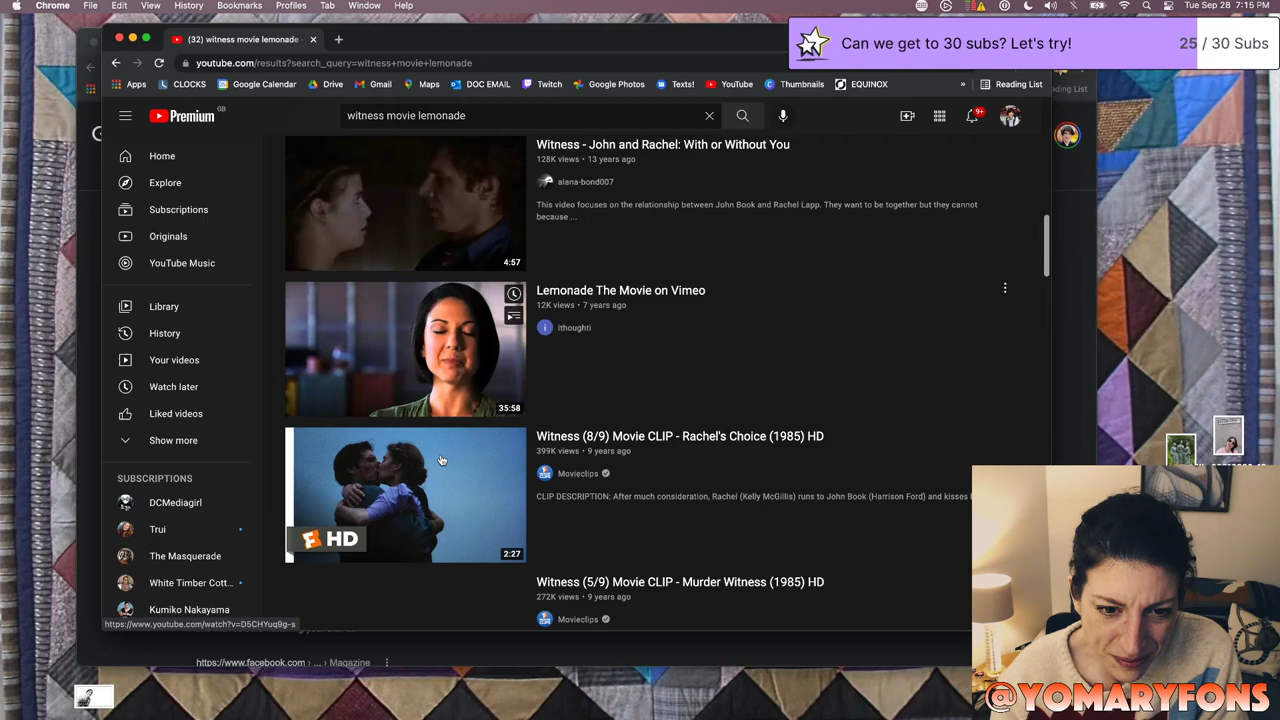 Chrome File Edit View History Bookmarks Profiles Tab Window Help
Tue Sep 28 7:15 PM
Can we get to 30 subs? Let's try! 25 / 30 Subs
(32) witness movie lemonade
youtube.com/results?search_query=witness+movie+lemonade
Apps CLOCKS Google Calendar Drive Gmail Maps DOC EMAIL Twitch Google Photos Texts! YouTube Thumbnails EQUINOX » Reading List
ding List
Premium GB
witness movie lemonade
9+
Home
Explore
Subscriptions
Originals
YouTube Music
Library
History
Your videos
Watch later
Liked videos
Show more
SUBSCRIPTIONS
DCMediagirl
Trui
The Masquerade
White Timber Cott...
Kumiko Nakayama
https://www.youtube.com/watch?v=D5CHYuq9g-s
Witness - John and Rachel: With or Without You
128K views • 13 years ago
alana-bond007
This video focuses on the relationship between John Book and Rachel Lapp. They want to be together but they cannot
because ...
4:57
Lemonade The Movie on Vimeo
12K views • 7 years ago
i ithoughti
35:58
Witness (8/9) Movie CLIP - Rachel's Choice (1985) HD
399K views • 9 years ago
Movieclips
CLIP DESCRIPTION: After much consideration, Rachel (Kelly McGillis) runs to John Book (Harrison Ford) and kisses
HD
2:27
Witness (5/9) Movie CLIP - Murder Witness (1985) HD
272K views • 9 years ago
Movieclips
https://www.facebook.com › ... › Magazine
@YOMARYFONS